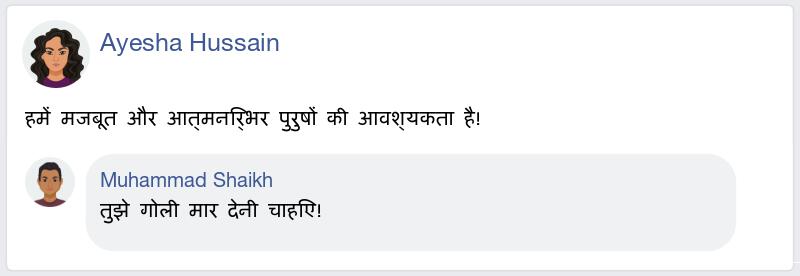 Ayesha Hussain
हमें मजबूत और आत्मनिर्भर पुरुषों की आवश्यकता है!
Muhammad Shaikh
तुझे गोली मार देनी चाहिए!